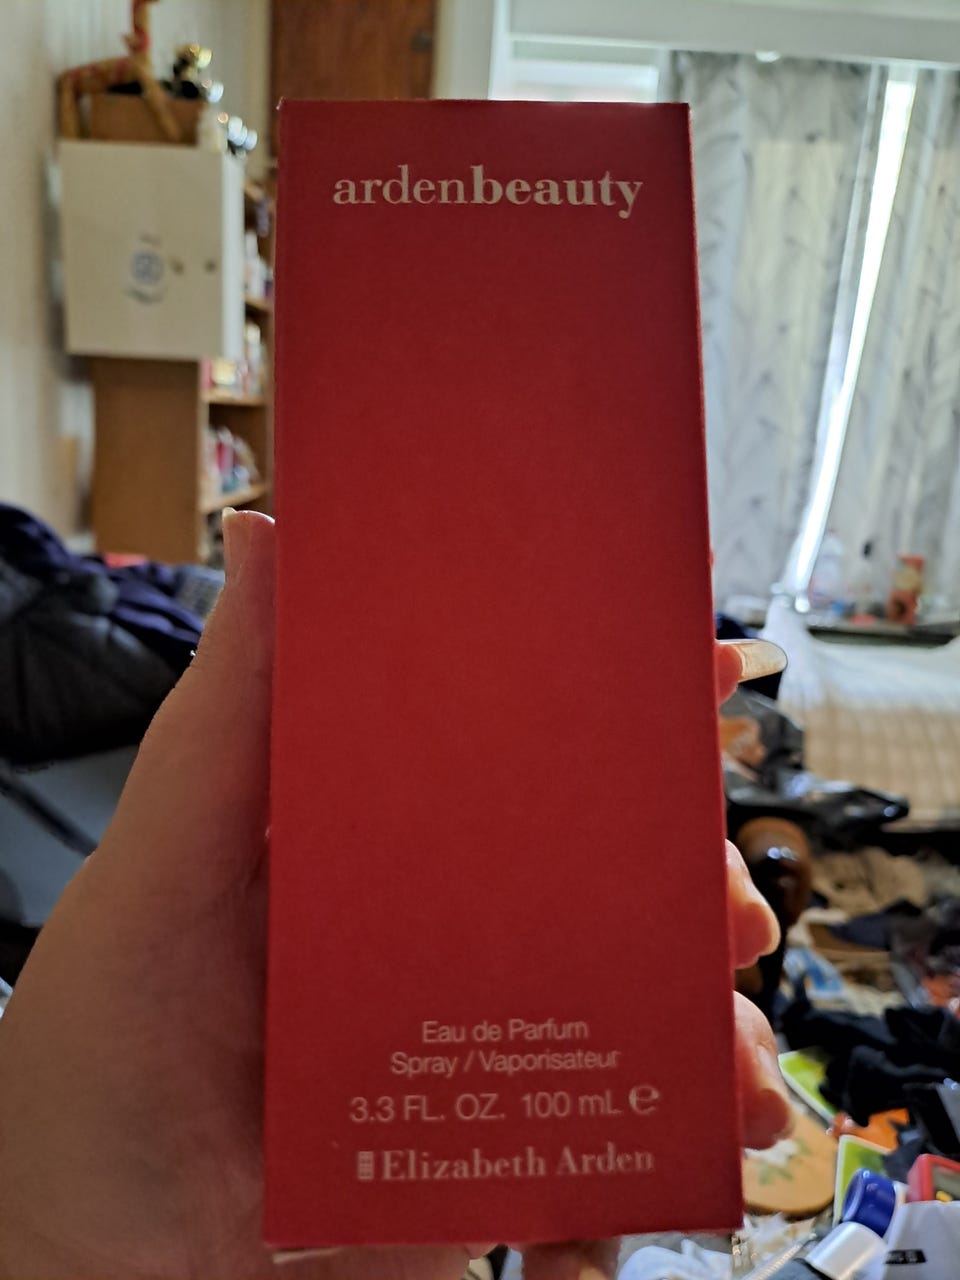 ardenbeauty
Eau de Parfum
Spray / Vaporisateur
3.3 FL. OZ. 100 mL ℮
Elizabeth Arden